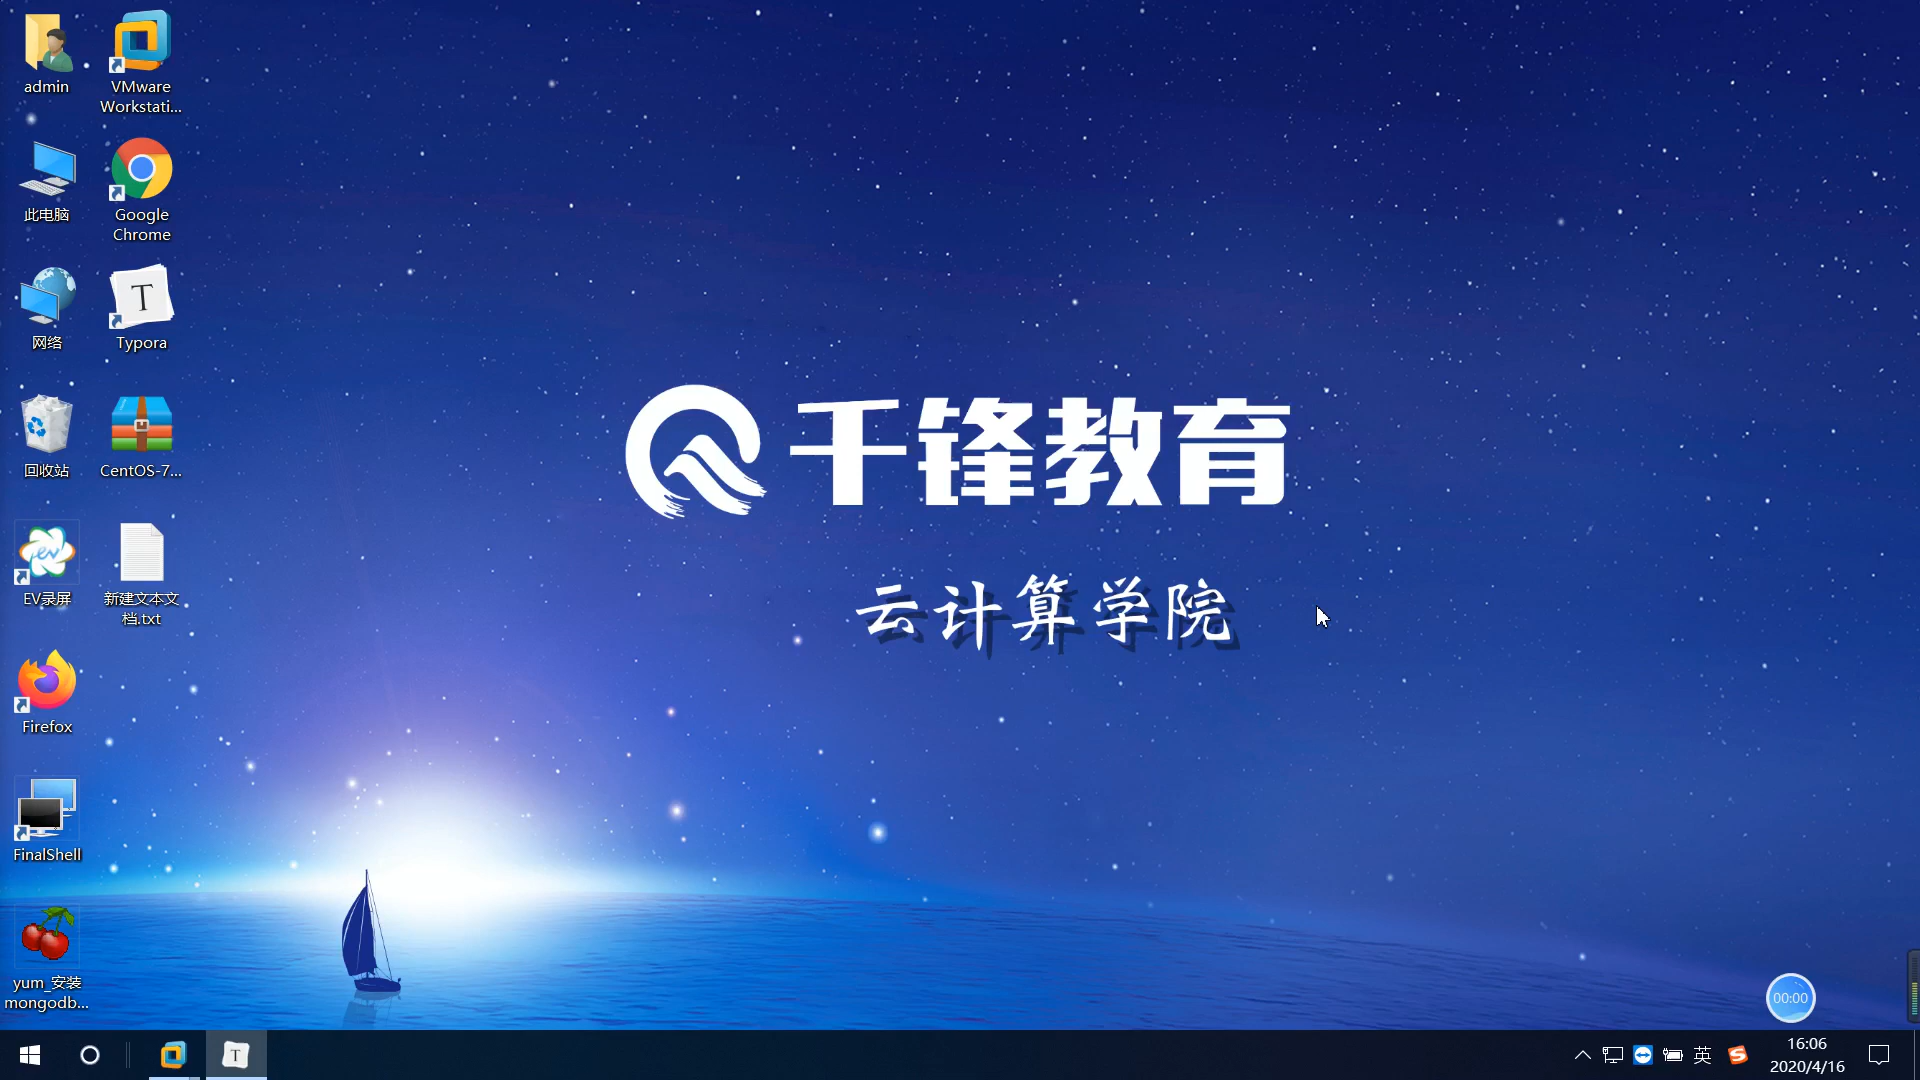 admin
VMware
Workstati...
此电脑
Google
Chrome
网络
T
Typora
回收站
CentOS-7...
ev
EV录屏
新建文本文
档.txt
Firefox
FinalShell
yum_安装
mongodb...
千锋教育
云计算学院
00:00
T
英
S
16:06
2020/4/16